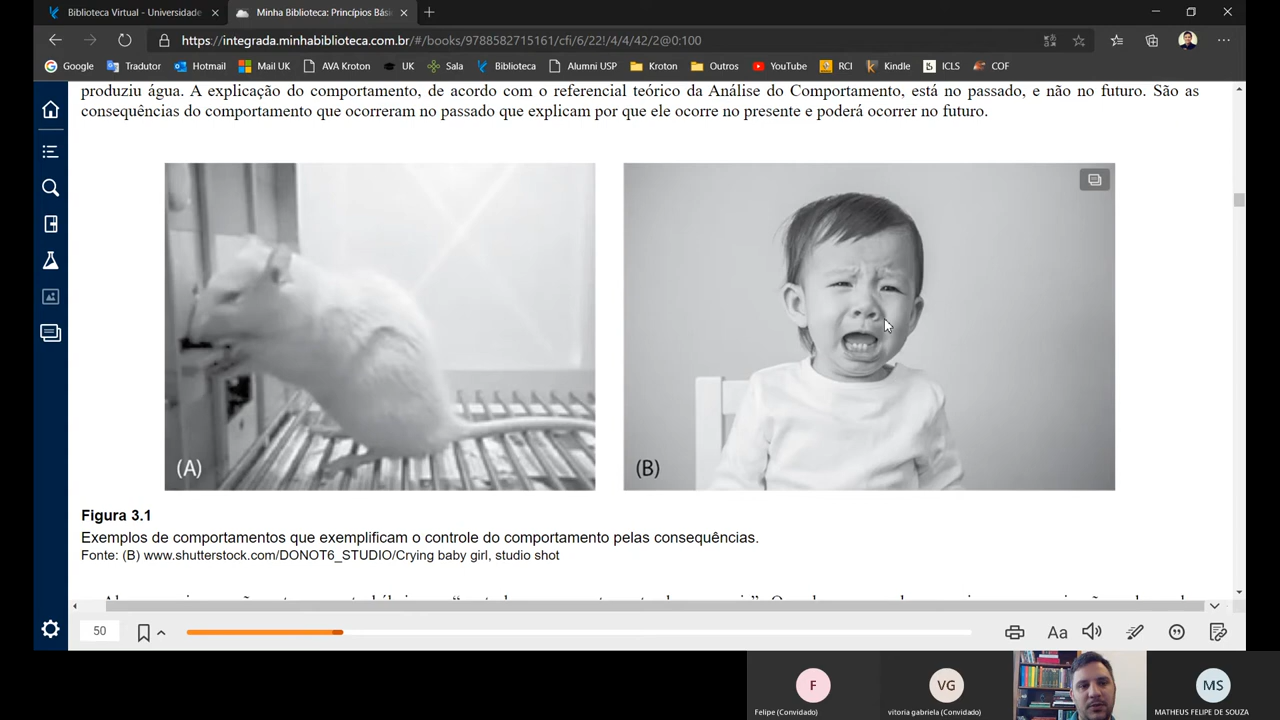 Biblioteca Virtual - Universidade
Minha Biblioteca: Princípios Bási
https://integrada.minhabiblioteca.com.br/#/books/9788582715161/cfi/6/22!/4/4/42/2@0:100
Google Tradutor Hotmail Mail UK AVA Kroton UK Sala Biblioteca Alumni USP Kroton Outros YouTube RCI Kindle ICLS COF
produziu água. A explicação do comportamento, de acordo com o referencial teórico da Análise do Comportamento, está no passado, e não no futuro. São as
consequências do comportamento que ocorreram no passado que explicam por que ele ocorre no presente e poderá ocorrer no futuro.
(A)
(B)
Figura 3.1
Exemplos de comportamentos que exemplificam o controle do comportamento pelas consequências.
Fonte: (B) www.shutterstock.com/DONOT6_STUDIO/Crying baby girl, studio shot
50
Aa
F
VG
MS
Felipe (Convidado)
vitoria gabriela (Convidado)
MATHEUS FELIPE DE SOUZA